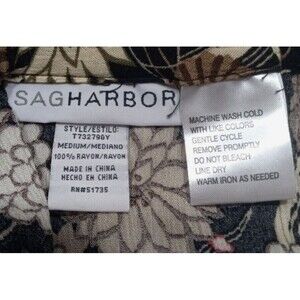 SAGHARBOR
STYLE/ESTILO:
T732796Y
MEDIUM/MEDIANO
100% RAYON/RAYON
MADE IN CHINA
HECHO EN CHINA
RN#51735
MACHINE WASH COLD
WITH LIKE COLORS
GENTLE CYCLE
REMOVE PROMPTLY
DO NOT BLEACH
LINE DRY
WARM IRON AS NEEDED